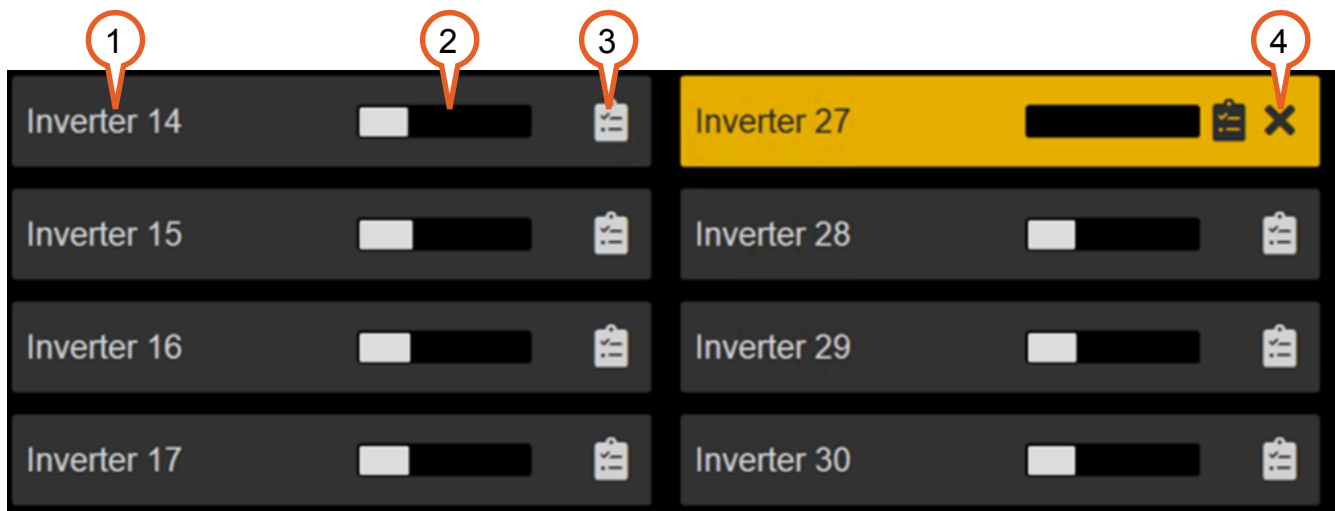 1 2 3 4
Inverter 14 Inverter 27
Inverter 15 Inverter 28
Inverter 16 Inverter 29
Inverter 17 Inverter 30